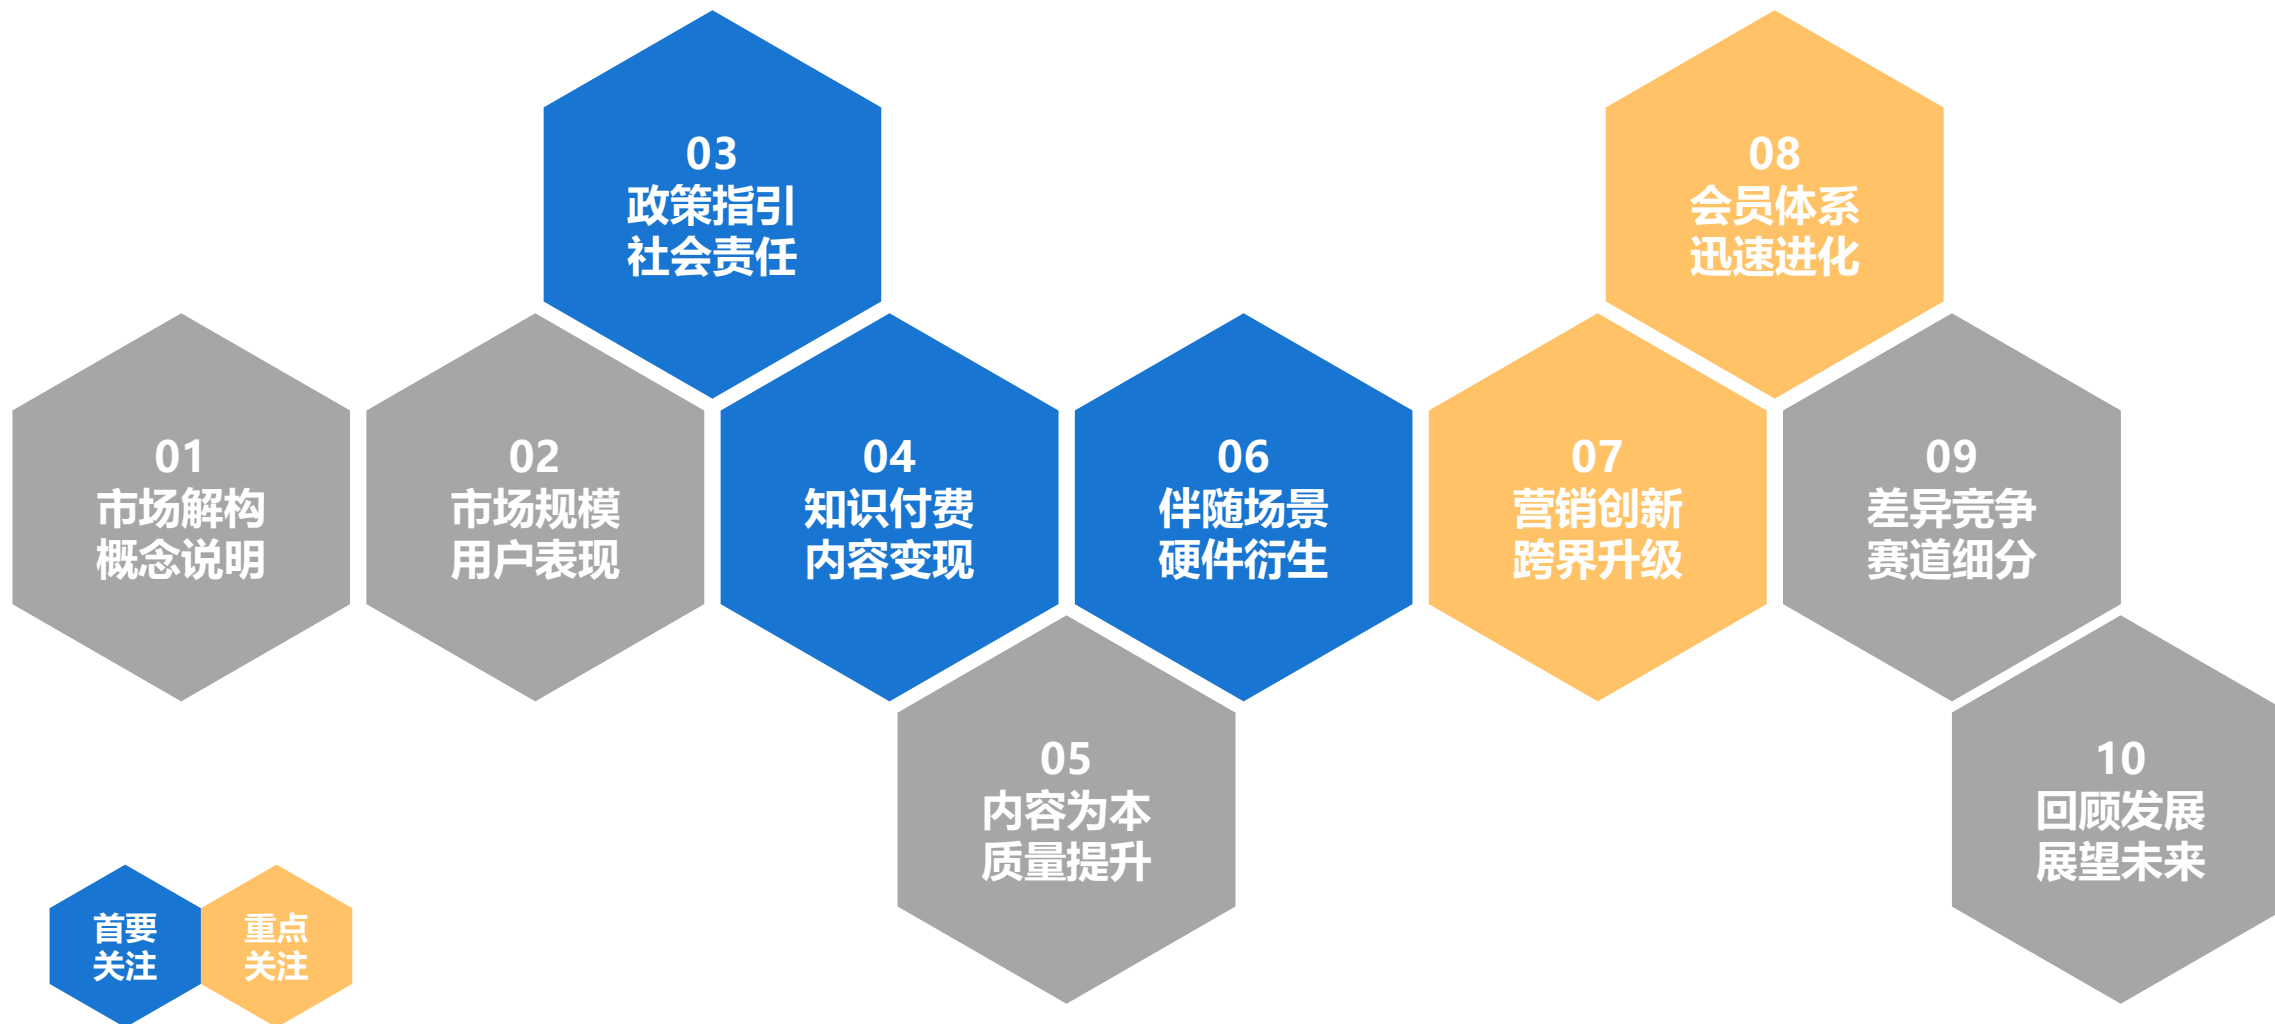 01
市场解构
概念说明
02
市场规模
用户表现
03
政策指引
社会责任
04
知识付费
内容变现
05
内容为本
质量提升
06
伴随场景
硬件衍生
07
营销创新
跨界升级
08
会员体系
迅速进化
09
差异竞争
赛道细分
10
回顾发展
展望未来
首要
关注
重点
关注